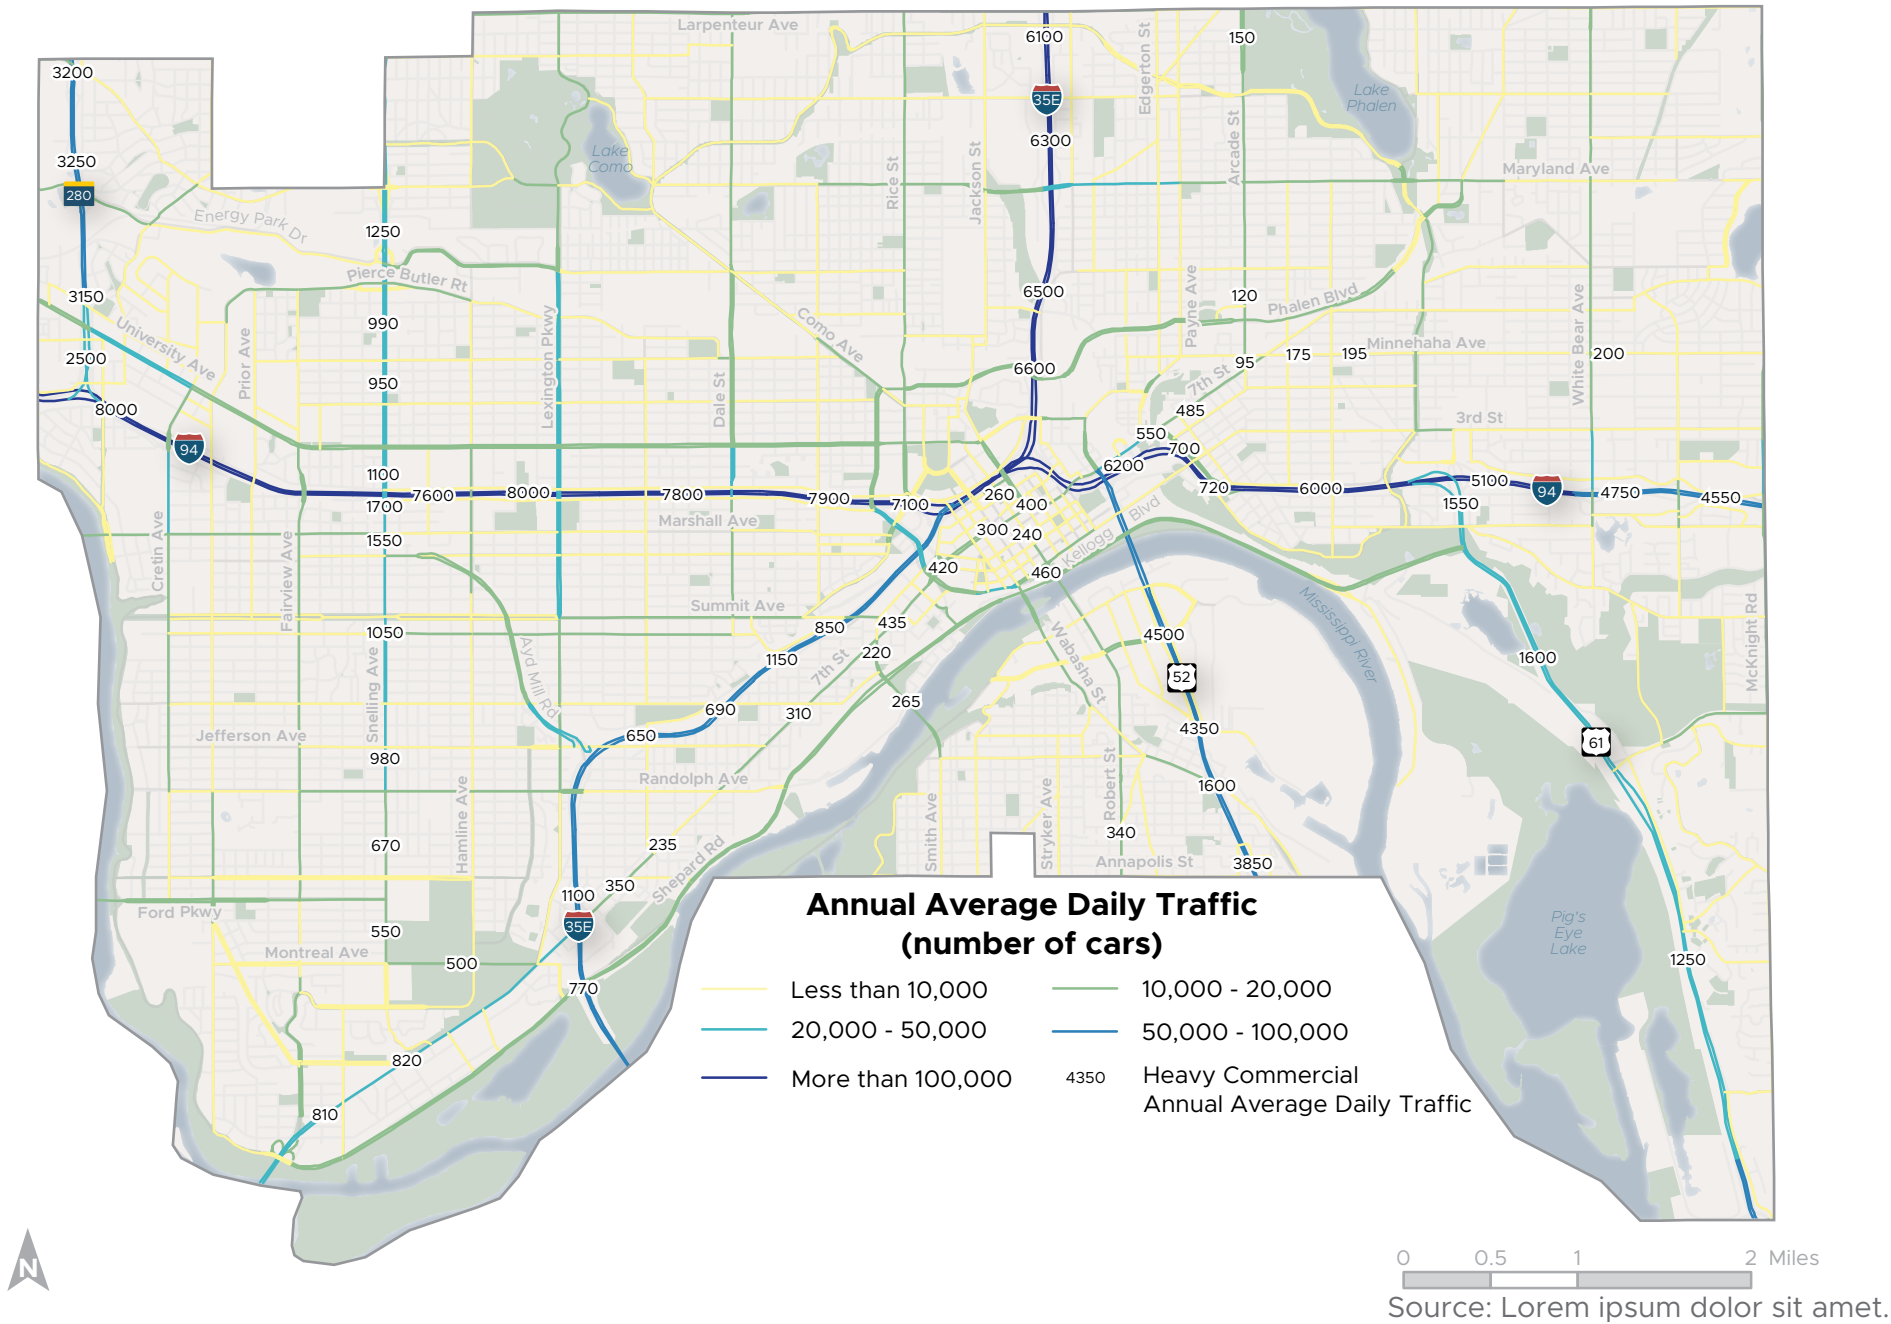 Larpenteur Ave
6100
Edgerton St
150
3200
35E
Lake
Phalen
6300
Arcade St
3250
Lake
Como
Rice St
Jackson St
Maryland Ave
280
Energy Park Dr
1250
Pierce Butler Rt
3150
6500
120
Phalen Blvd
Payne Ave
White Bear Ave
University Ave
990
Lexington Pkwy
Como Ave
Prior Ave
2500
950
Dale St
6600
95
175
195
Minnehaha Ave
200
7th St
8000
485
3rd St
94
550
700
1100
6200
7600
8000
7800
7900
7100
260
400
720
6000
5100
94
4750
4550
1700
1550
Marshall Ave
300
240
Kellogg Blvd
1550
Cretin Ave
Fairview Ave
420
460
Summit Ave
Mississippi River
McKnight Rd
1050
850
435
4500
Ayd Mill Rd
1150
7th St
220
Wabasha St
1600
Snelling Ave
52
690
310
265
650
4350
61
Jefferson Ave
980
Randolph Ave
Robert St
1600
Hamline Ave
Smith Ave
Stryker Ave
670
235
Shepard Rd
340
Annapolis St
3850
1100
350
Ford Pkwy
35E
550
Montreal Ave
500
770
Pig's
Eye
Lake
1250
820
810
Annual Average Daily Traffic
(number of cars)
Less than 10,000
10,000 - 20,000
20,000 - 50,000
50,000 - 100,000
More than 100,000
4350
Heavy Commercial
Annual Average Daily Traffic
N
0 0.5 1 2 Miles
Source: Lorem ipsum dolor sit amet.